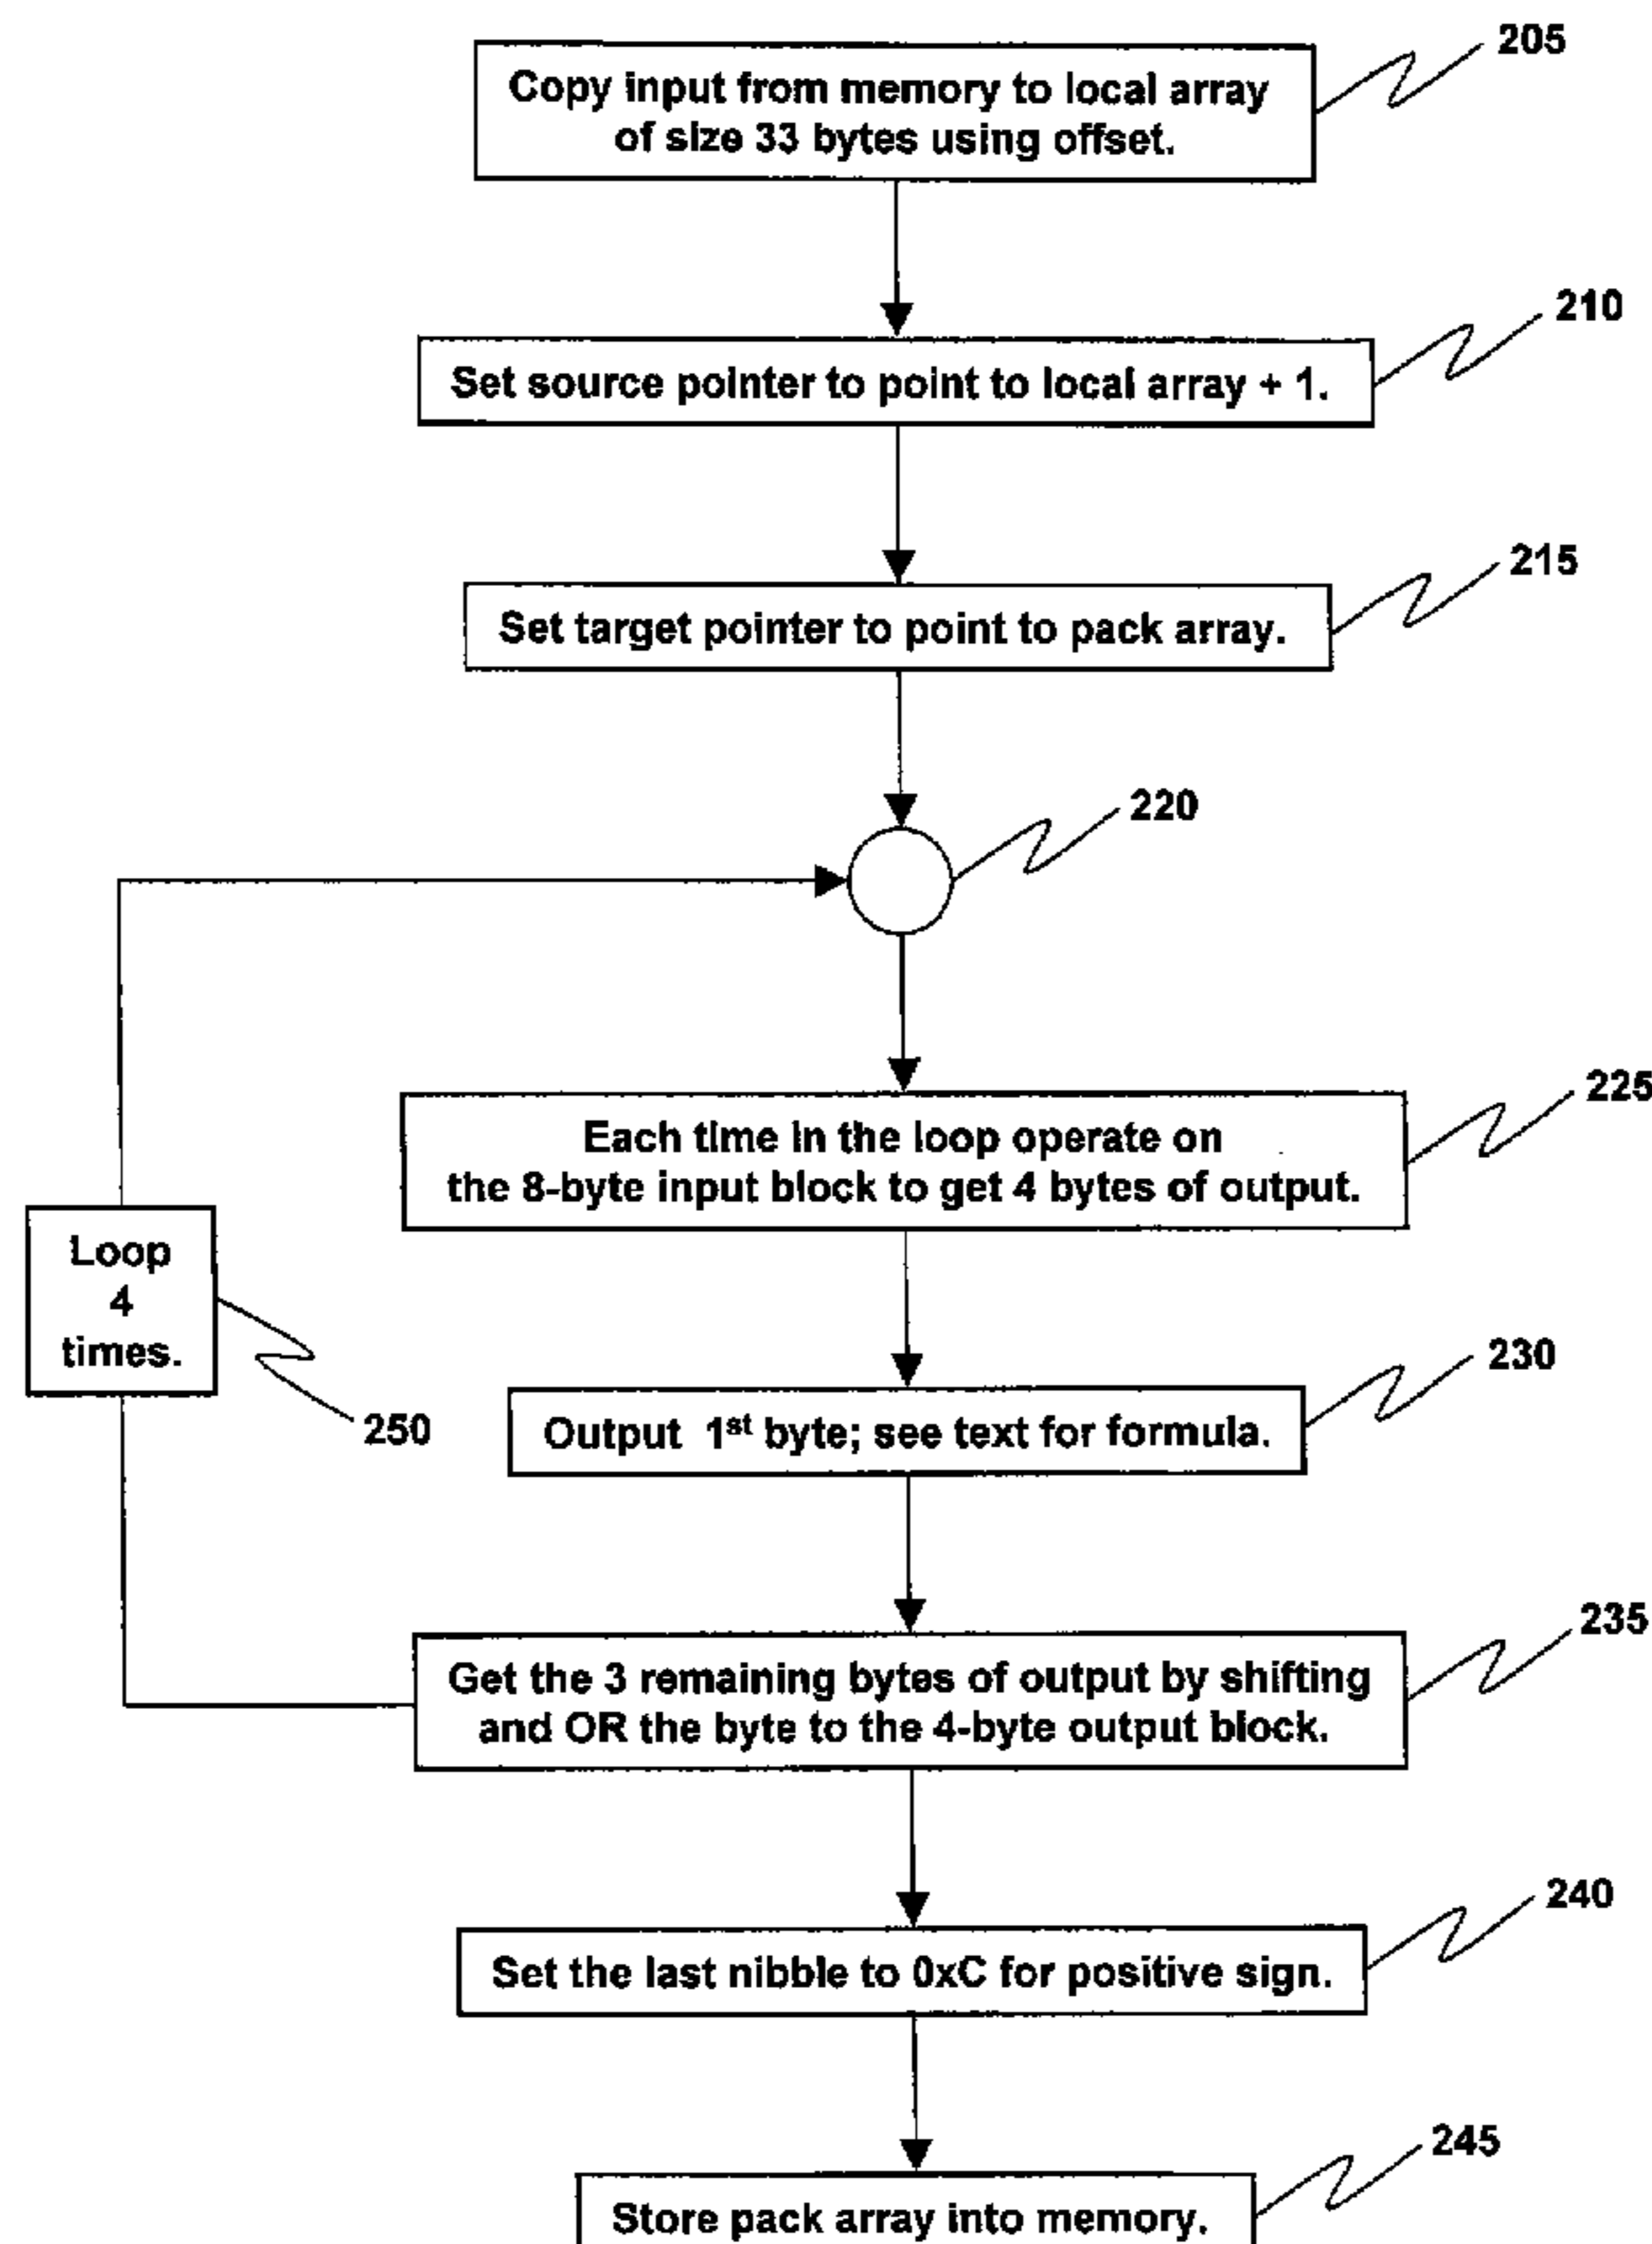 205
Copy input from memory to local array
of size 33 bytes using offset.
210
Set source pointer to point to local array + 1.
215
Set target pointer to point to pack array.
220
225
Each time in the loop operate on
the 8-byte input block to get 4 bytes of output.
Loop
4
times.
250
230
Output 1st byte; see text for formula.
235
Get the 3 remaining bytes of output by shifting
and OR the byte to the 4-byte output block.
240
Set the last nibble to 0xC for positive sign.
245
Store pack array into memory.